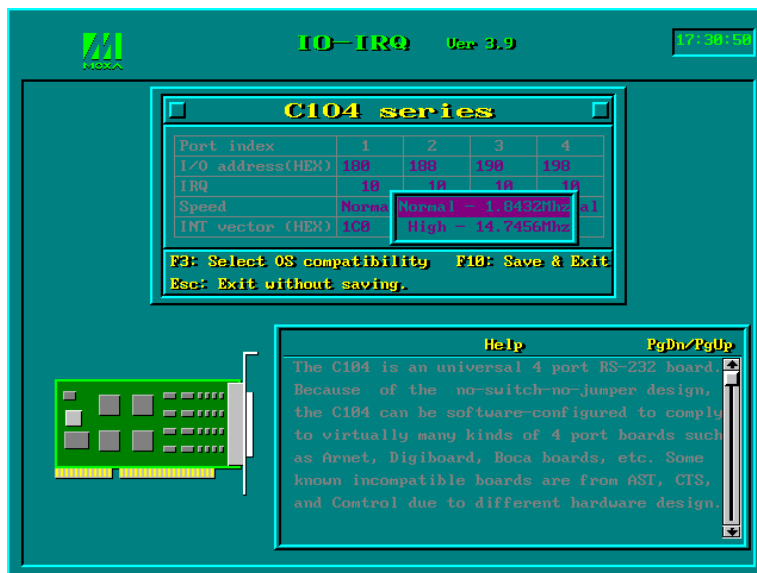 MOXA
IO-IRQ Ver 3.9
17:30:50
C104 series
Port index 1 2 3 4
I/O address(HEX) 180 188 190 198
IRQ 10 10 10 10
Speed Norma al
Normal - 1.8432Mhz
INT vector (HEX) 1C0
High - 14.7456Mhz
F3: Select OS compatibility F10: Save & Exit
Esc: Exit without saving.
Help PgDn/PgUp
The C104 is an universal 4 port RS-232 board.
Because of the no-switch-no-jumper design,
the C104 can be software-configured to comply
to virtually many kinds of 4 port boards such
as Arnet, Digiboard, Boca boards, etc. Some
known incompatible boards are from AST, CTS,
and Comtrol due to different hardware design.